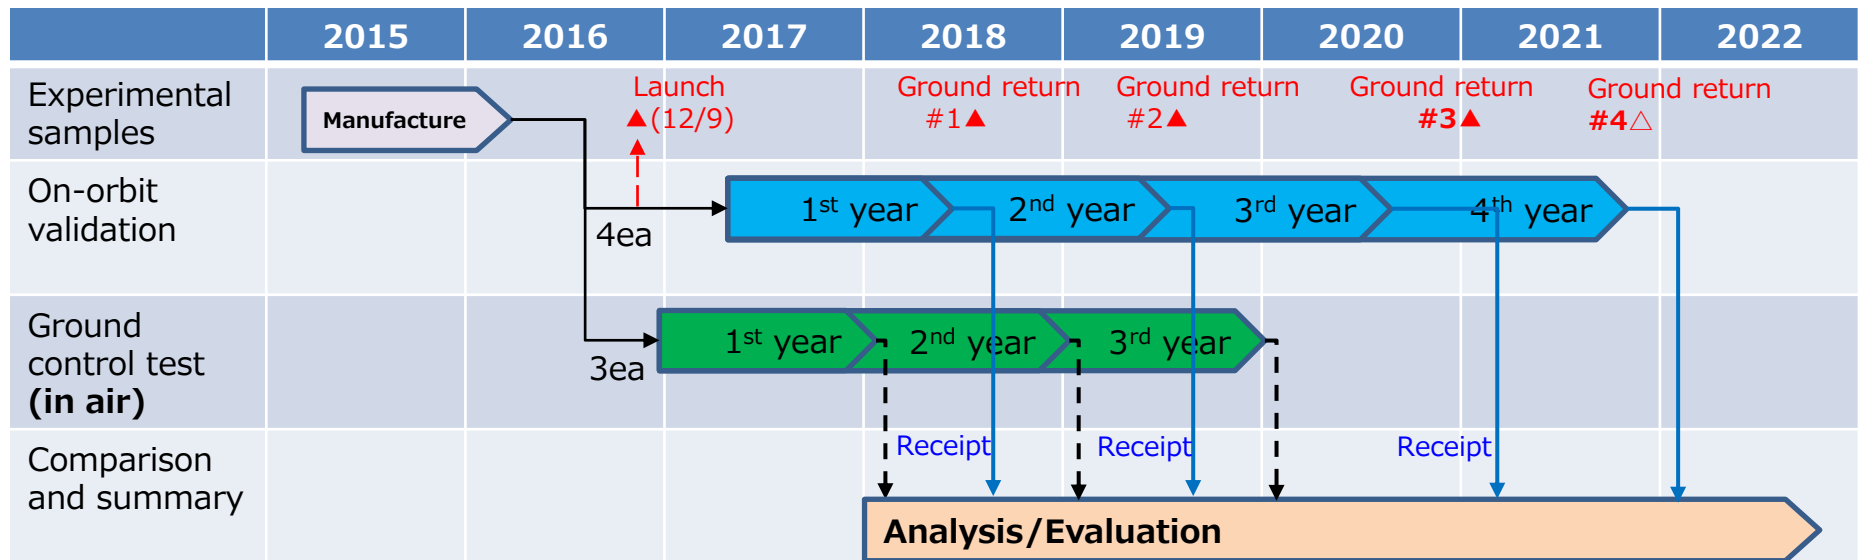 2015 2016 2017 2018 2019 2020 2021 2022
Experimental
samples
Manufacture
Launch
▲(12/9)
Ground return
#1▲
Ground return
#2▲
Ground return
#3▲
Ground return
#4△
On-orbit
validation
4ea
1st year 2nd year 3rd year 4th year
Ground
control test
(in air)
3ea
1st year 2nd year 3rd year
Comparison
and summary
Receipt Receipt Receipt
Analysis/Evaluation